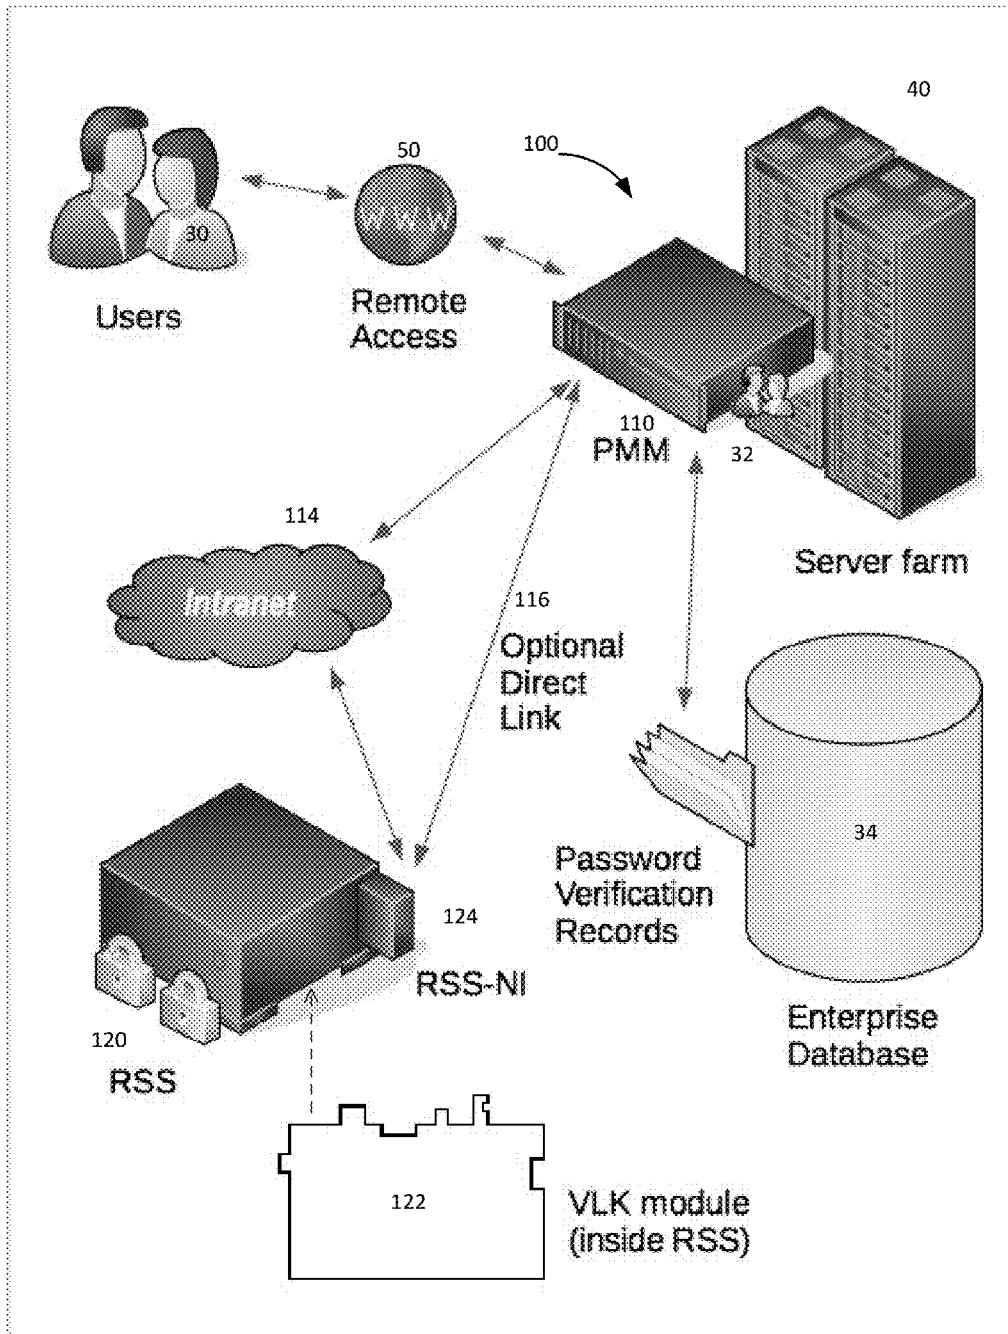 40
50
100
W W W
30
Users
Remote
Access
110
PMM
32
114
Server farm
Intranet
116
Optional
Direct
Link
34
Password
Verification
Records
124
RSS-NI
120
RSS
Enterprise
Database
122
VLK module
(inside RSS)